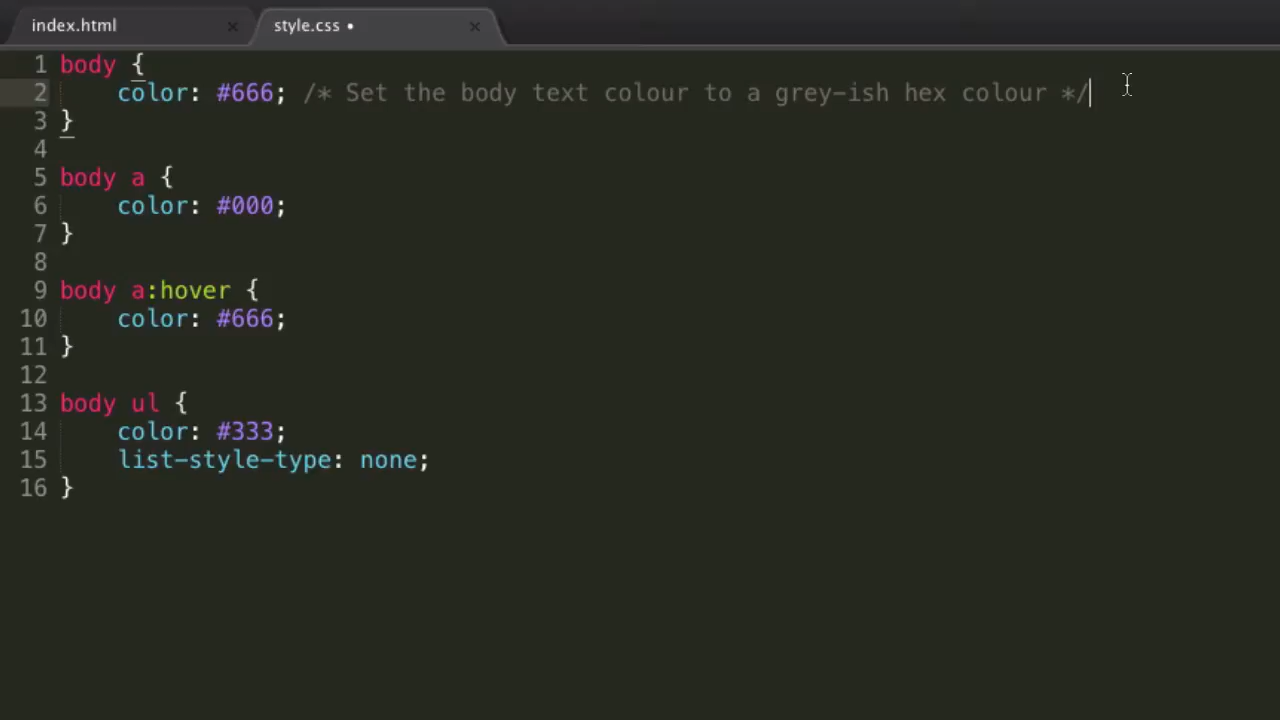 index.html × style.css • ×
1 body {
2 color: #666; /* Set the body text colour to a grey-ish hex colour */
3 }
4
5 body a {
6 color: #000;
7 }
8
9 body a:hover {
10 color: #666;
11 }
12
13 body ul {
14 color: #333;
15 list-style-type: none;
16 }